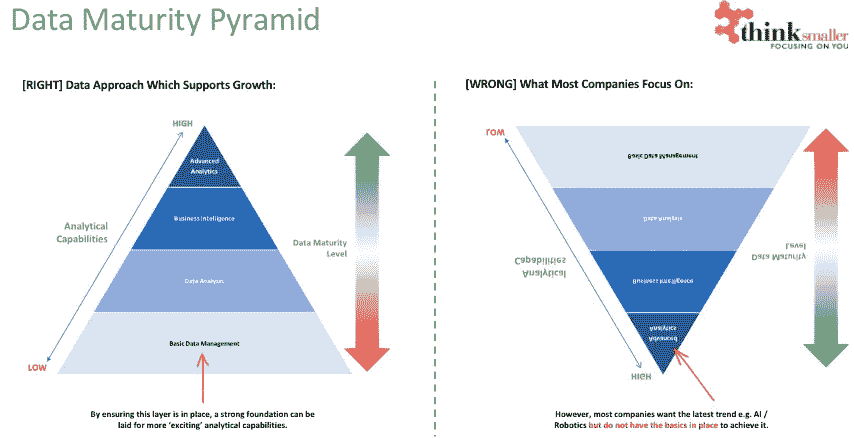 Data Maturity Pyramid
thinksmaller
FOCUSING ON YOU
[RIGHT] Data Approach Which Supports Growth:
HIGH
Advanced
Analytics
Business Intelligence
Analytical
Capabilities
Data Maturity
Level
Data Analysis
Basic Data Management
LOW
By ensuring this layer is in place, a strong foundation can be
laid for more ‘exciting’ analytical capabilities.
[WRONG] What Most Companies Focus On:
LOW
Basic Data Management
Data Analysis
Level
Data Maturity
Capabilities
Analytical
Business Intelligence
Analytics
Advanced
HIGH
However, most companies want the latest trend e.g. AI /
Robotics but do not have the basics in place to achieve it.